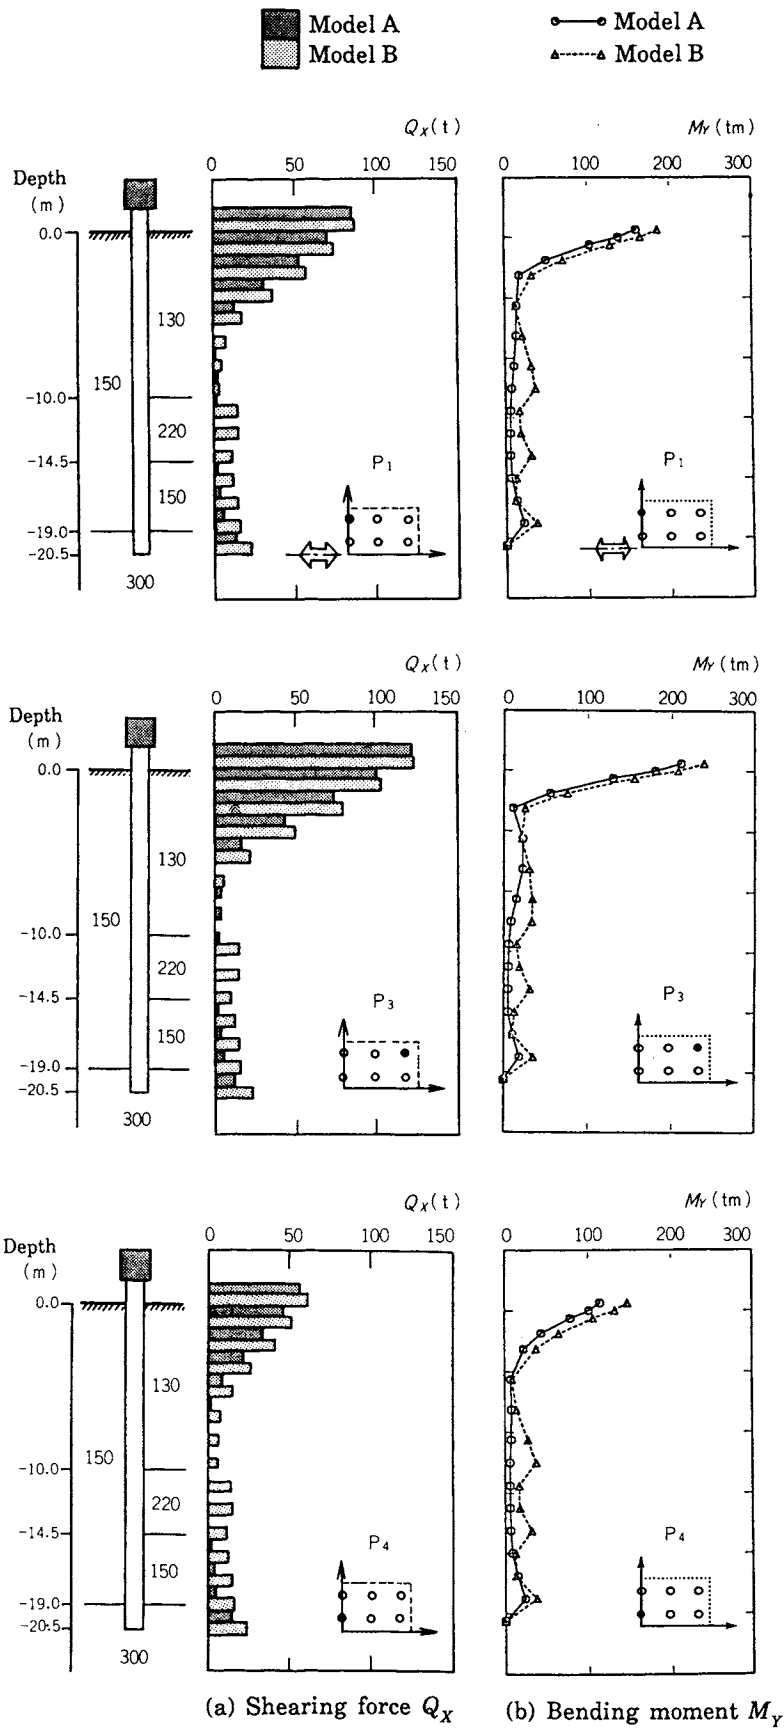 Model A
Model B
Model A
Model B
Qx(t)
0 50 100 150
MY(tm)
0 100 200 300
Depth
(m)
0.0
130
150
-10.0
220
-14.5
150
-19.0
-20.5
300
P1
P1
Qx(t)
0 50 100 150
MY(tm)
0 100 200 300
Depth
(m)
0.0
130
150
-10.0
220
-14.5
150
-19.0
-20.5
300
P3
P3
Qx(t)
0 50 100 150
MY(tm)
0 100 200 300
Depth
(m)
0.0
130
150
-10.0
220
-14.5
150
-19.0
-20.5
300
P4
P4
(a) Shearing force QX
(b) Bending moment MY